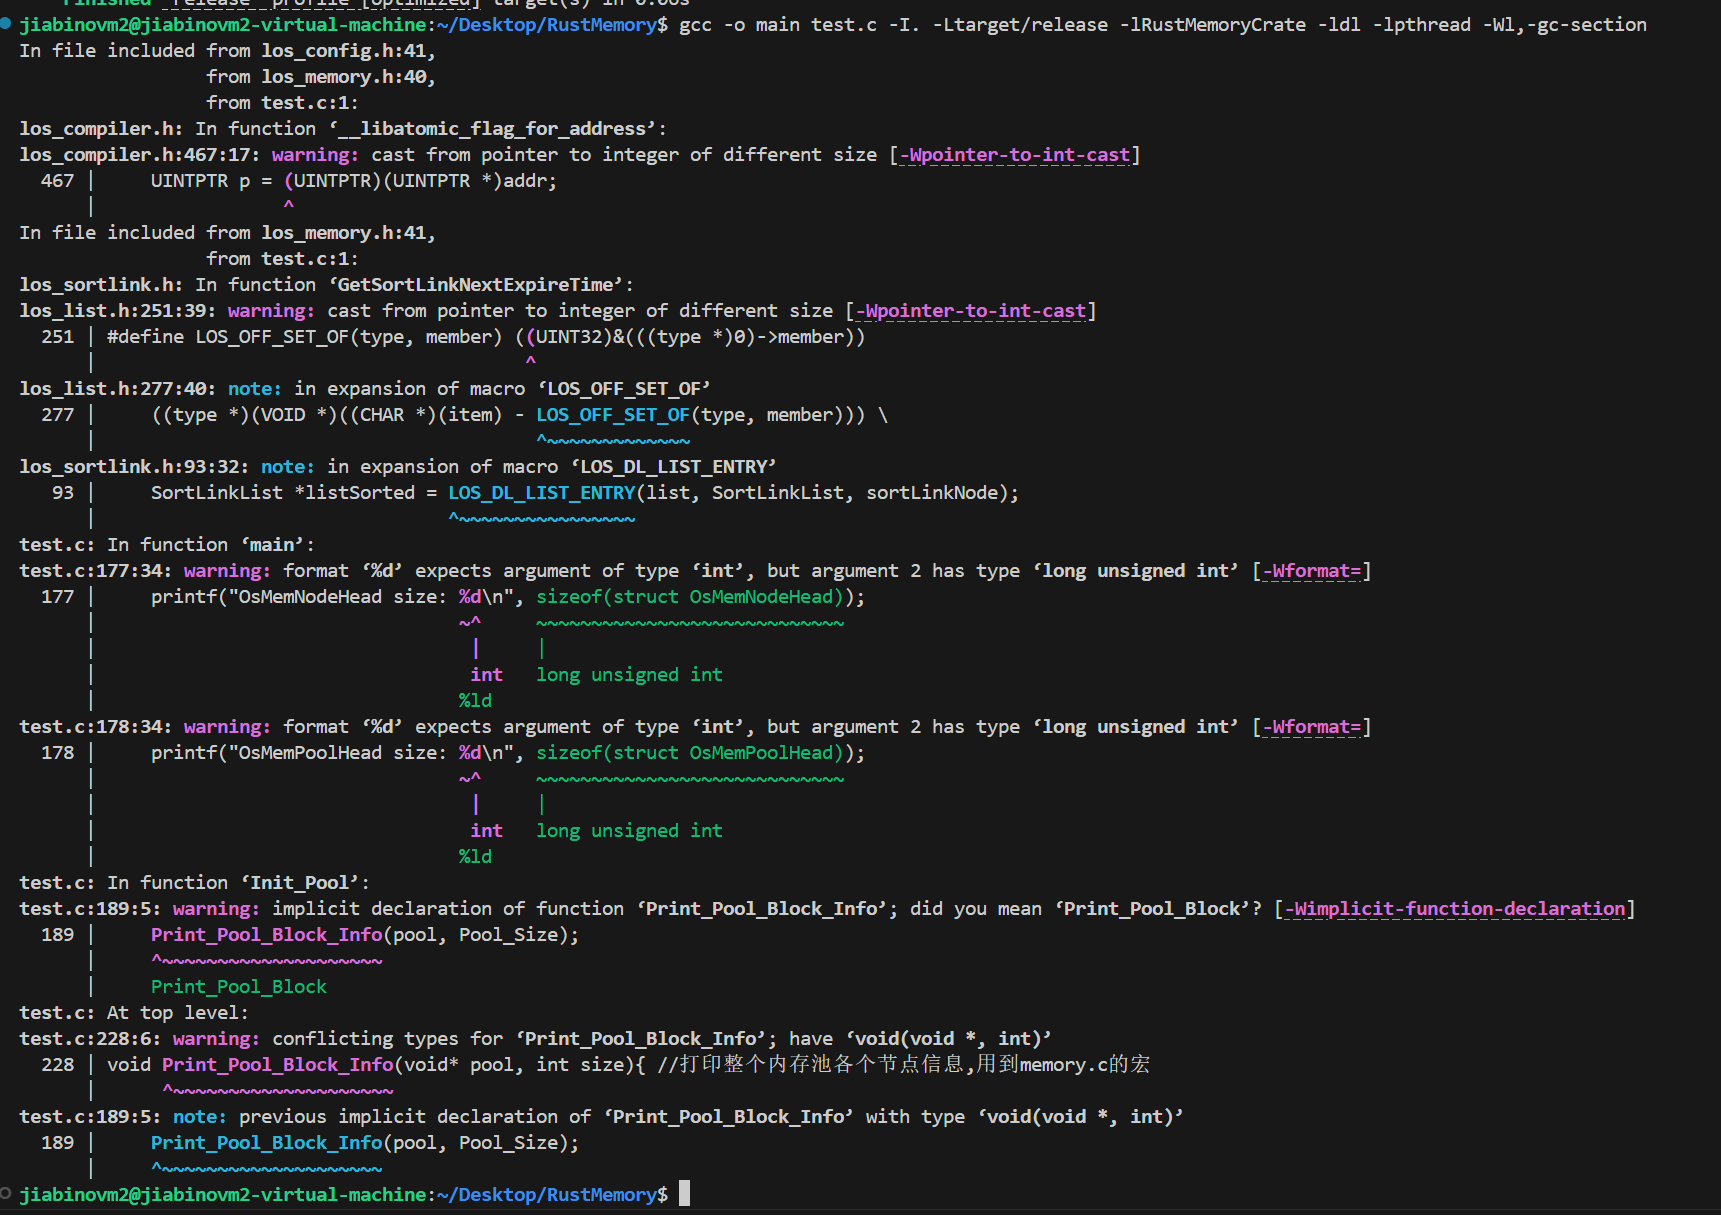 Finished `release` profile [optimized] target(s) in 0.00s
jiabinovm2@jiabinovm2-virtual-machine:~/Desktop/RustMemory$ gcc -o main test.c -I. -Ltarget/release -lRustMemoryCrate -ldl -lpthread -Wl,-gc-section
In file included from los_config.h:41,
                 from los_memory.h:40,
                 from test.c:1:
los_compiler.h: In function ‘__libatomic_flag_for_address’:
los_compiler.h:467:17: warning: cast from pointer to integer of different size [-Wpointer-to-int-cast]
  467 |     UINTPTR p = (UINTPTR)(UINTPTR *)addr;
      |                 ^
In file included from los_memory.h:41,
                 from test.c:1:
los_sortlink.h: In function ‘GetSortLinkNextExpireTime’:
los_list.h:251:39: warning: cast from pointer to integer of different size [-Wpointer-to-int-cast]
  251 | #define LOS_OFF_SET_OF(type, member) ((UINT32)&(((type *)0)->member))
      |                                       ^
los_list.h:277:40: note: in expansion of macro ‘LOS_OFF_SET_OF’
  277 |     ((type *)(VOID *)((CHAR *)(item) - LOS_OFF_SET_OF(type, member))) \
      |                                        ^~~~~~~~~~~~~~
los_sortlink.h:93:32: note: in expansion of macro ‘LOS_DL_LIST_ENTRY’
   93 |     SortLinkList *listSorted = LOS_DL_LIST_ENTRY(list, SortLinkList, sortLinkNode);
      |                                ^~~~~~~~~~~~~~~~~
test.c: In function ‘main’:
test.c:177:34: warning: format ‘%d’ expects argument of type ‘int’, but argument 2 has type ‘long unsigned int’ [-Wformat=]
  177 |     printf("OsMemNodeHead size: %d\n", sizeof(struct OsMemNodeHead));
      |                                 ~^     ~~~~~~~~~~~~~~~~~~~~~~~~~~~~
      |                                  |     |
      |                                  int   long unsigned int
      |                                 %ld
test.c:178:34: warning: format ‘%d’ expects argument of type ‘int’, but argument 2 has type ‘long unsigned int’ [-Wformat=]
  178 |     printf("OsMemPoolHead size: %d\n", sizeof(struct OsMemPoolHead));
      |                                 ~^     ~~~~~~~~~~~~~~~~~~~~~~~~~~~~
      |                                  |     |
      |                                  int   long unsigned int
      |                                 %ld
test.c: In function ‘Init_Pool’:
test.c:189:5: warning: implicit declaration of function ‘Print_Pool_Block_Info’; did you mean ‘Print_Pool_Block’? [-Wimplicit-function-declaration]
  189 |     Print_Pool_Block_Info(pool, Pool_Size);
      |     ^~~~~~~~~~~~~~~~~~~~~
      |     Print_Pool_Block
test.c: At top level:
test.c:228:6: warning: conflicting types for ‘Print_Pool_Block_Info’; have ‘void(void *, int)’
  228 | void Print_Pool_Block_Info(void* pool, int size){ //打印整个内存池各个节点信息,用到memory.c的宏
      |      ^~~~~~~~~~~~~~~~~~~~~
test.c:189:5: note: previous implicit declaration of ‘Print_Pool_Block_Info’ with type ‘void(void *, int)’
  189 |     Print_Pool_Block_Info(pool, Pool_Size);
      |     ^~~~~~~~~~~~~~~~~~~~~
jiabinovm2@jiabinovm2-virtual-machine:~/Desktop/RustMemory$